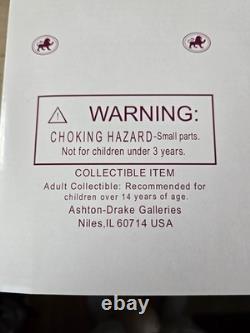 WARNING:
CHOKING HAZARD-Small parts.
Not for children under 3 years.
COLLECTIBLE ITEM
Adult Collectible: Recommended for
children over 14 years of age.
Ashton-Drake Galleries
Niles,IL 60714 USA
ebay